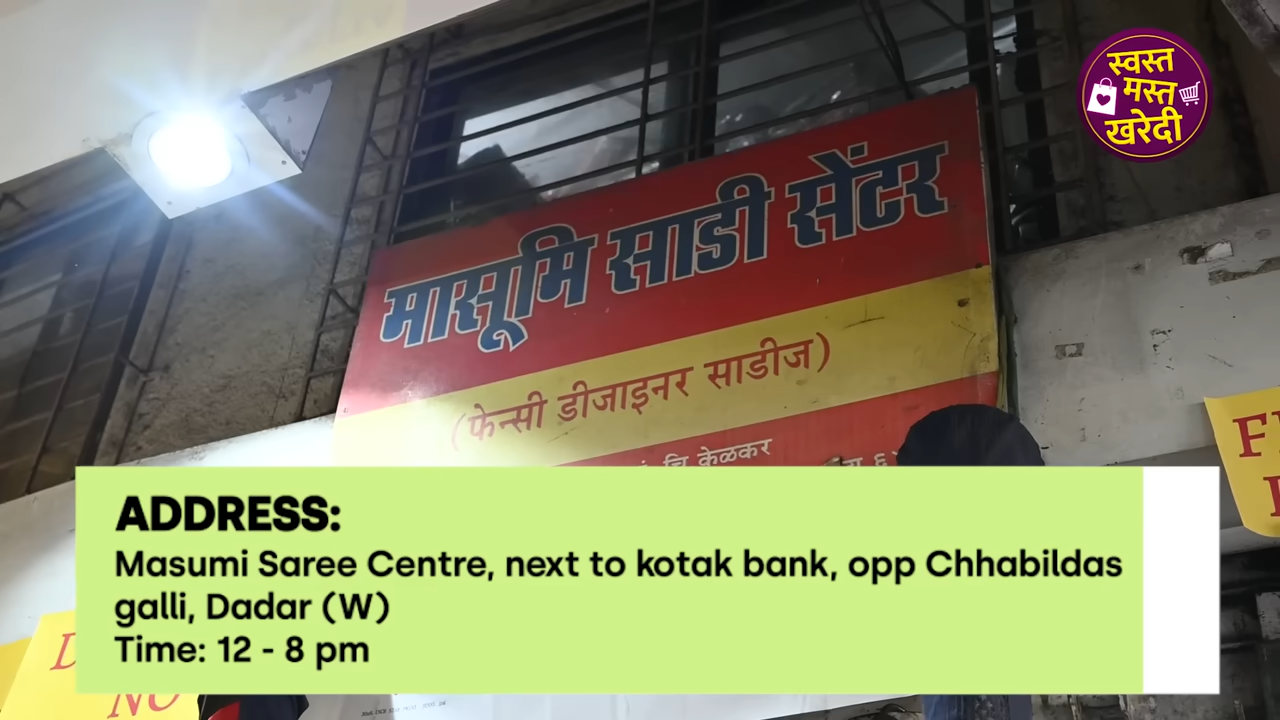 स्वस्त
मस्त
खरेदी
मासूमि साडी सेंटर
(फेन्सी डीजाइनर साडीज)
चि केळकर
ADDRESS:
Masumi Saree Centre, next to kotak bank, opp Chhabildas
galli, Dadar (W)
Time: 12 - 8 pm
NO